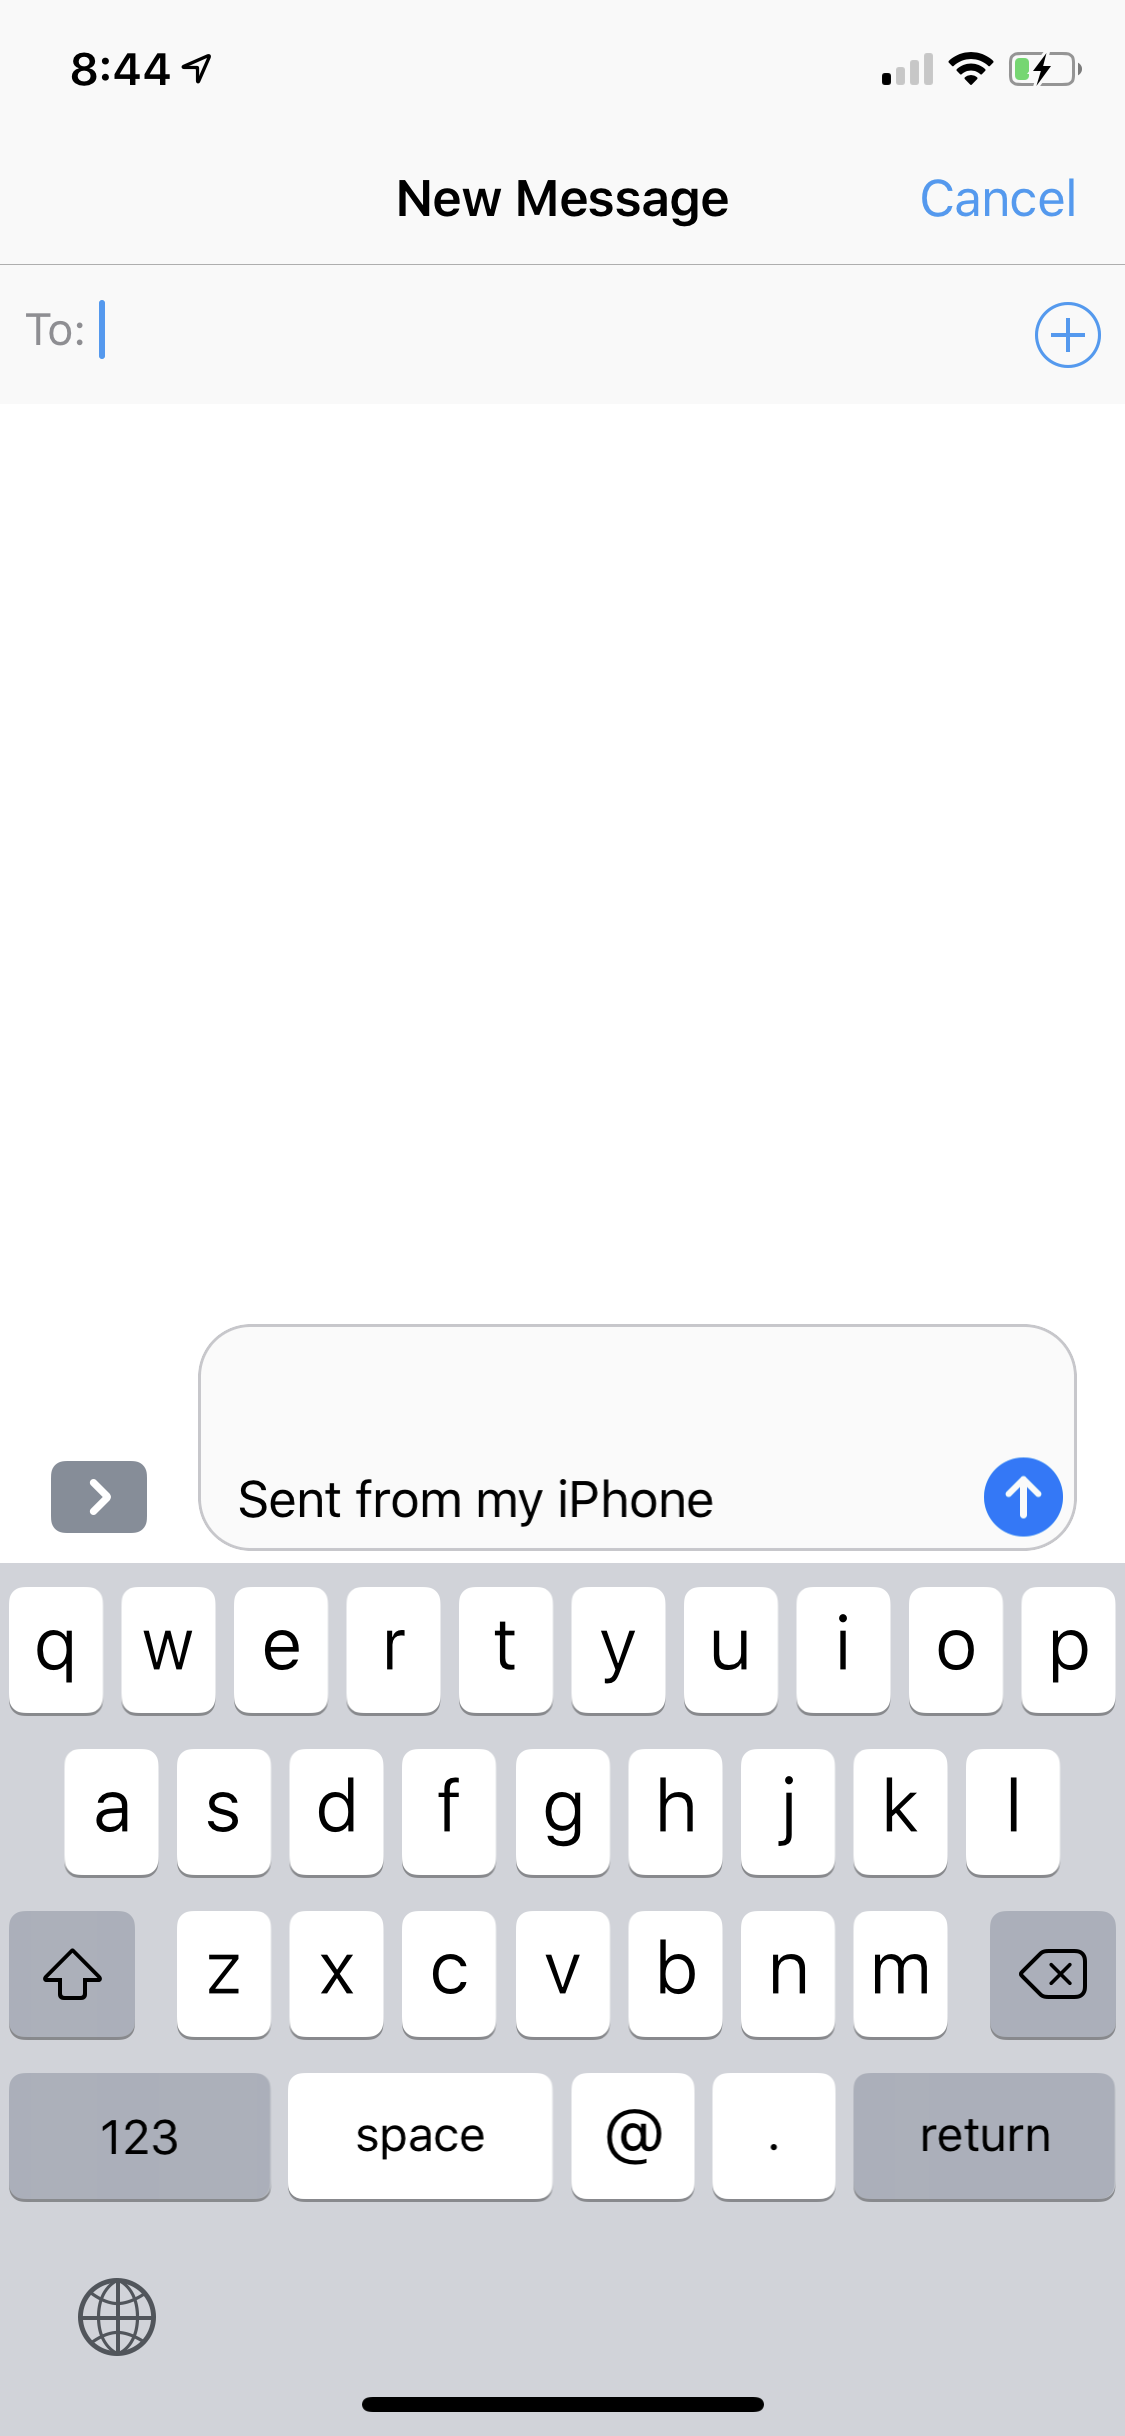 8:44
New Message
Cancel
To:
Sent from my iPhone
q w e r t y u i o p
a s d f g h j k l
z x c v b n m
123 space @ . return